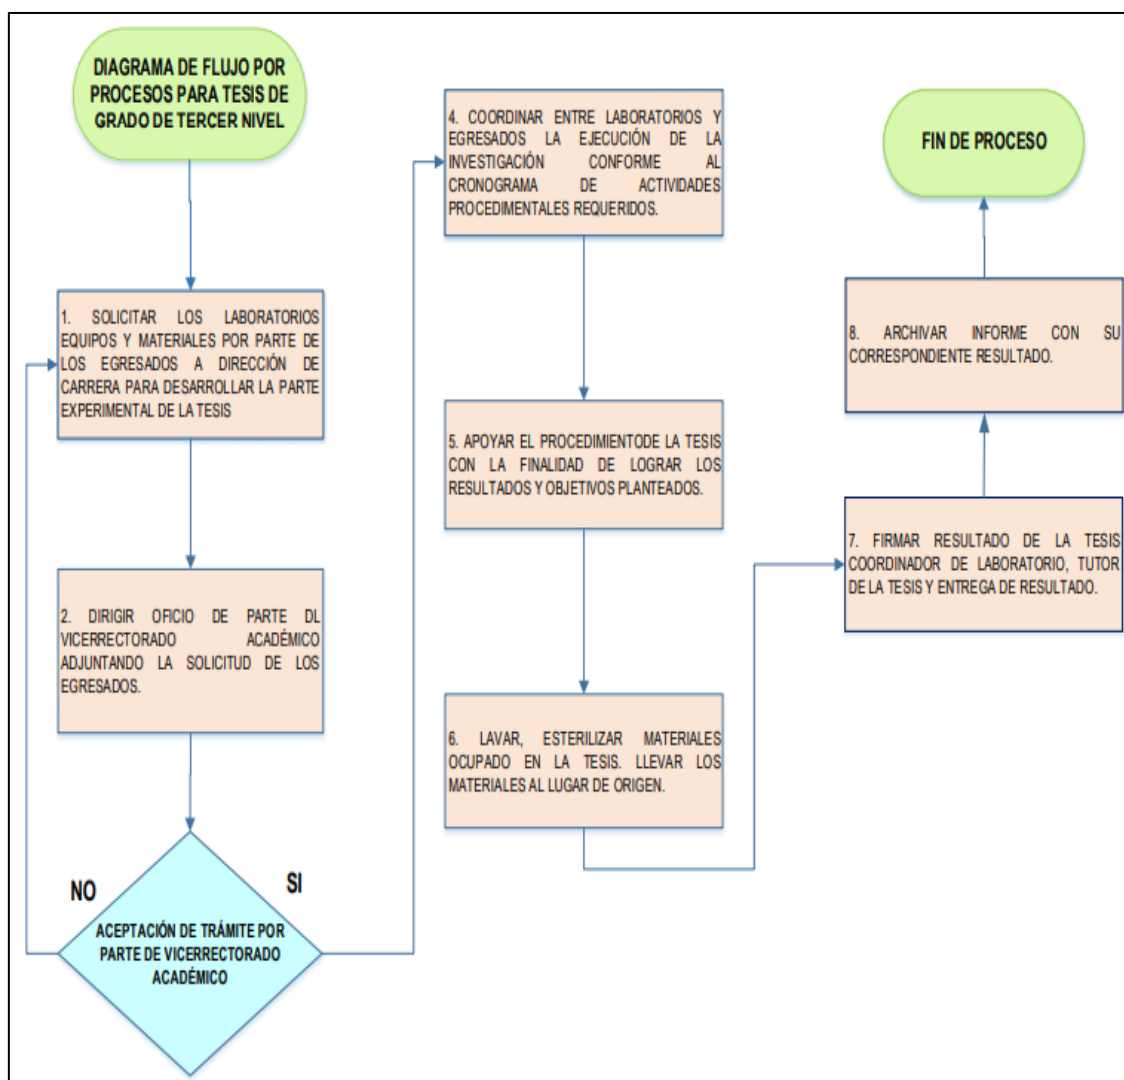 DIAGRAMA DE FLUJO POR
PROCESOS PARA TESIS DE
GRADO DE TERCER NIVEL
1. SOLICITAR LOS LABORATORIOS
EQUIPOS Y MATERIALES POR PARTE DE
LOS EGRESADOS A DIRECCIÓN DE
CARRERA PARA DESARROLLAR LA PARTE
EXPERIMENTAL DE LA TESIS
2. DIRIGIR OFICIO DE PARTE DL
VICERRECTORADO ACADÉMICO
ADJUNTANDO LA SOLICITUD DE LOS
EGRESADOS.
NO
SI
ACEPTACIÓN DE TRÁMITE POR
PARTE DE VICERRECTORADO
ACADÉMICO
4. COORDINAR ENTRE LABORATORIOS Y
EGRESADOS LA EJECUCIÓN DE LA
INVESTIGACIÓN CONFORME AL
CRONOGRAMA DE ACTIVIDADES
PROCEDIMENTALES REQUERIDOS.
5. APOYAR EL PROCEDIMIENTODE LA TESIS
CON LA FINALIDAD DE LOGRAR LOS
RESULTADOS Y OBJETIVOS PLANTEADOS.
6. LAVAR, ESTERILIZAR MATERIALES
OCUPADO EN LA TESIS. LLEVAR LOS
MATERIALES AL LUGAR DE ORIGEN.
7. FIRMAR RESULTADO DE LA TESIS
COORDINADOR DE LABORATORIO, TUTOR
DE LA TESIS Y ENTREGA DE RESULTADO.
8. ARCHIVAR INFORME CON SU
CORRESPONDIENTE RESULTADO.
FIN DE PROCESO